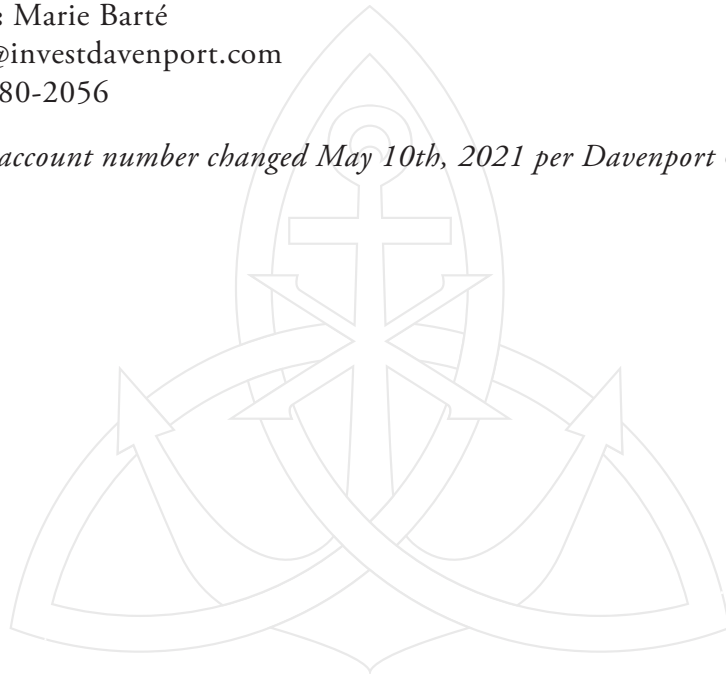 : Marie Barté
@investdavenport.com
80-2056
account number changed May 10th, 2021 per Davenport